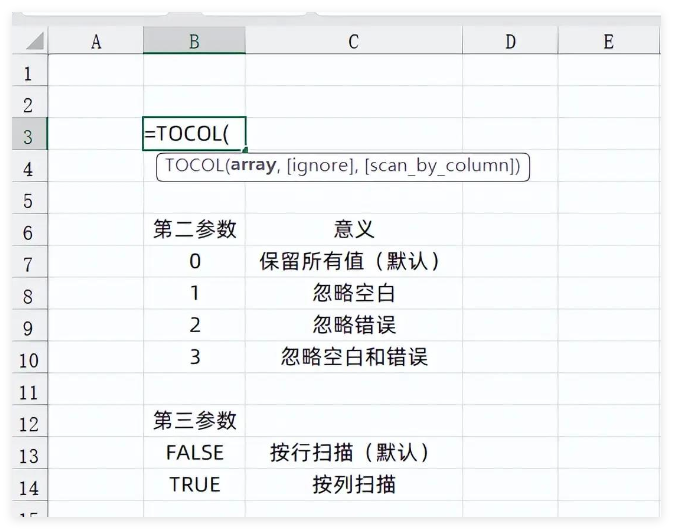 A B C D E
1
2
3 =TOCOL(
4 TOCOL(array, [ignore], [scan_by_column])
5
6 第二参数 意义
7 0 保留所有值（默认）
8 1 忽略空白
9 2 忽略错误
10 3 忽略空白和错误
11
12 第三参数
13 FALSE 按行扫描（默认）
14 TRUE 按列扫描